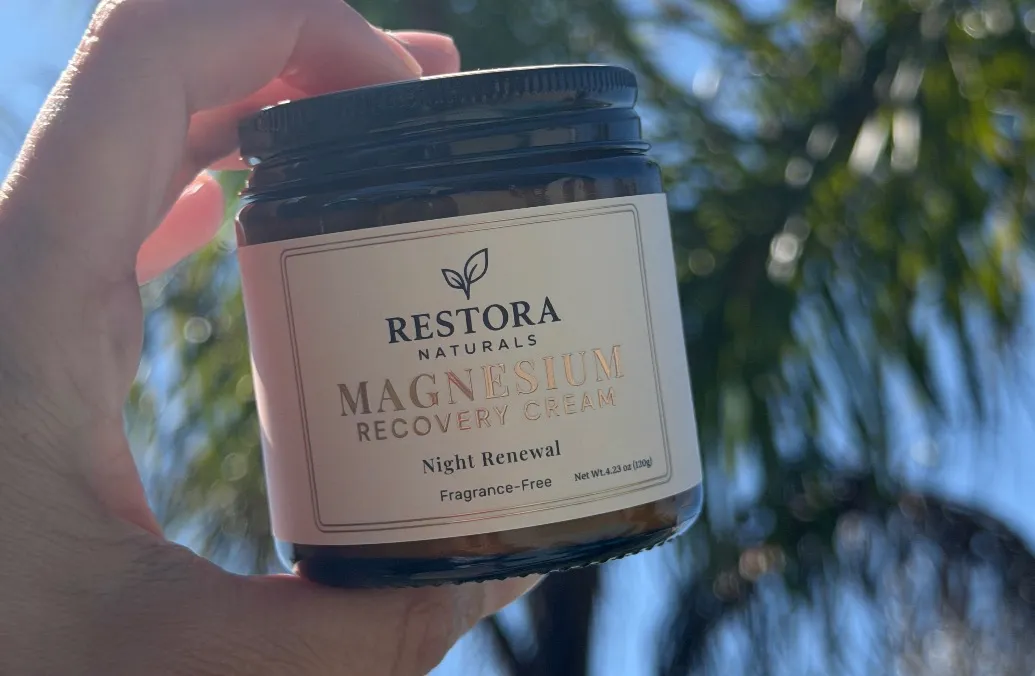 RESTORA
NATURALS
MAGNESIUM
RECOVERY CREAM
Night Renewal
Fragrance-Free
Net Wt.4.23 oz (120g)